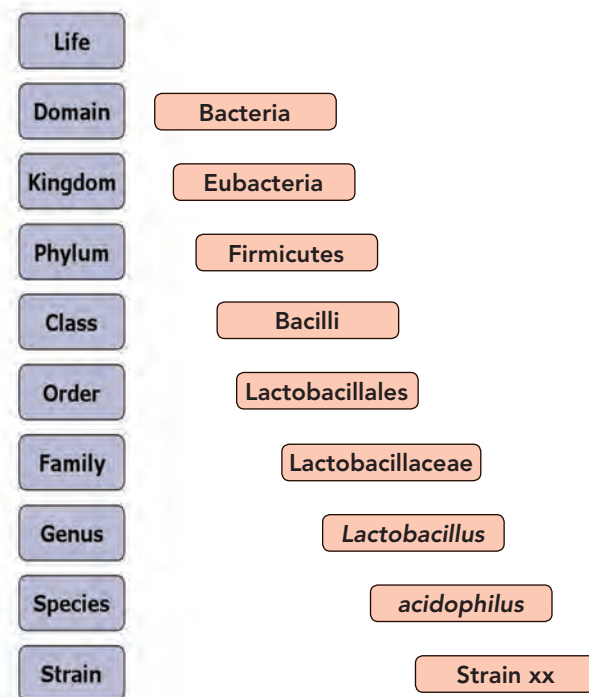 Life
Domain Bacteria
Kingdom Eubacteria
Phylum Firmicutes
Class Bacilli
Order Lactobacillales
Family Lactobacillaceae
Genus Lactobacillus
Species acidophilus
Strain Strain xx